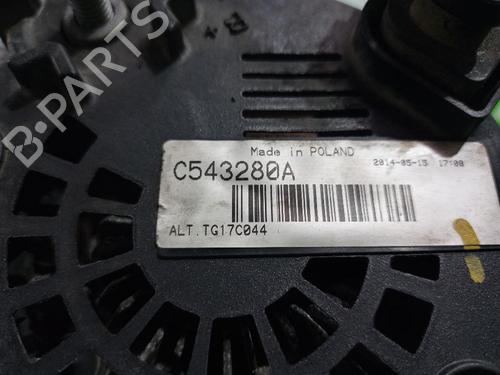 B-PARTS
Made in POLAND
2014-05-15 17:08
C543280A
ALT.TG17C044